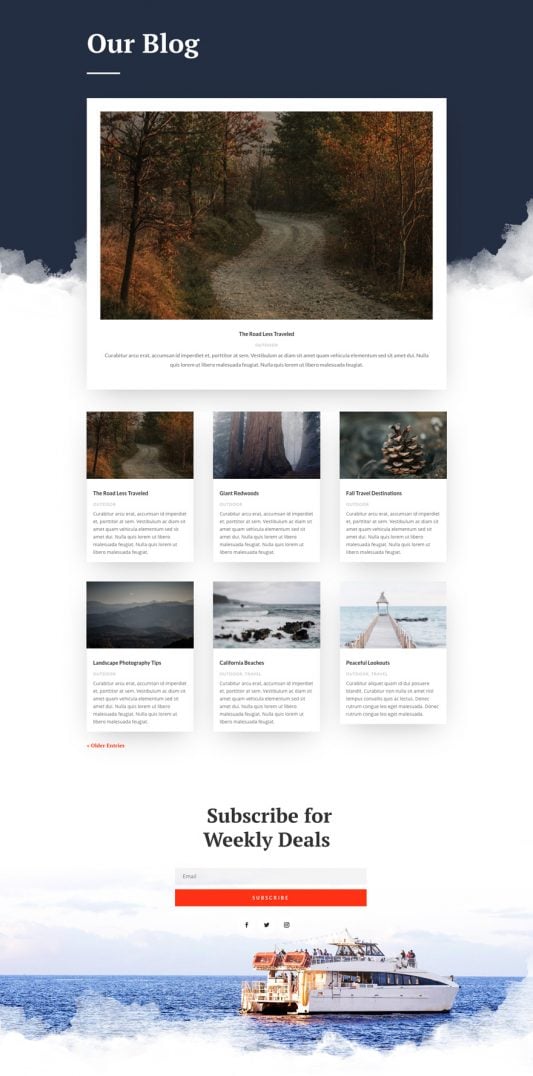 Our Blog
The Road Less Traveled
OUTDOOR
Curabitur arcu erat, accumsan id imperdiet et, porttitor at sem. Vestibulum ac diam sit amet quam vehicula elementum sed sit amet dui. Nulla
quis lorem ut libero malesuada feugiat. Nulla quis lorem ut libero malesuada feugiat.
The Road Less Traveled
OUTDOOR
Curabitur arcu erat, accumsan id imperdiet
et, porttitor at sem. Vestibulum ac diam sit
amet quam vehicula elementum sed sit
amet dui. Nulla quis lorem ut libero
malesuada feugiat. Nulla quis lorem ut
libero malesuada feugiat.
Giant Redwoods
OUTDOOR
Curabitur arcu erat, accumsan id imperdiet
et, porttitor at sem. Vestibulum ac diam sit
amet quam vehicula elementum sed sit
amet dui. Nulla quis lorem ut libero
malesuada feugiat. Nulla quis lorem ut
libero malesuada feugiat.
Fall Travel Destinations
OUTDOOR
Curabitur arcu erat, accumsan id imperdiet
et, porttitor at sem. Vestibulum ac diam sit
amet quam vehicula elementum sed sit
amet dui. Nulla quis lorem ut libero
malesuada feugiat. Nulla quis lorem ut
libero malesuada feugiat.
Landscape Photography Tips
OUTDOOR
Curabitur arcu erat, accumsan id imperdiet
et, porttitor at sem. Vestibulum ac diam sit
amet quam vehicula elementum sed sit
amet dui. Nulla quis lorem ut libero
malesuada feugiat. Nulla quis lorem ut
libero malesuada feugiat.
California Beaches
OUTDOOR, TRAVEL
Curabitur arcu erat, accumsan id imperdiet
et, porttitor at sem. Vestibulum ac diam sit
amet quam vehicula elementum sed sit
amet dui. Nulla quis lorem ut libero
malesuada feugiat. Nulla quis lorem ut
libero malesuada feugiat.
Peaceful Lookouts
OUTDOOR, TRAVEL
Curabitur aliquet quam id dui posuere
blandit. Curabitur non nulla sit amet nisl
tempus convallis quis ac lectus. Donec
rutrum congue leo eget malesuada. Donec
rutrum congue leo eget malesuada.
« Older Entries
Subscribe for
Weekly Deals
Email
SUBSCRIBE